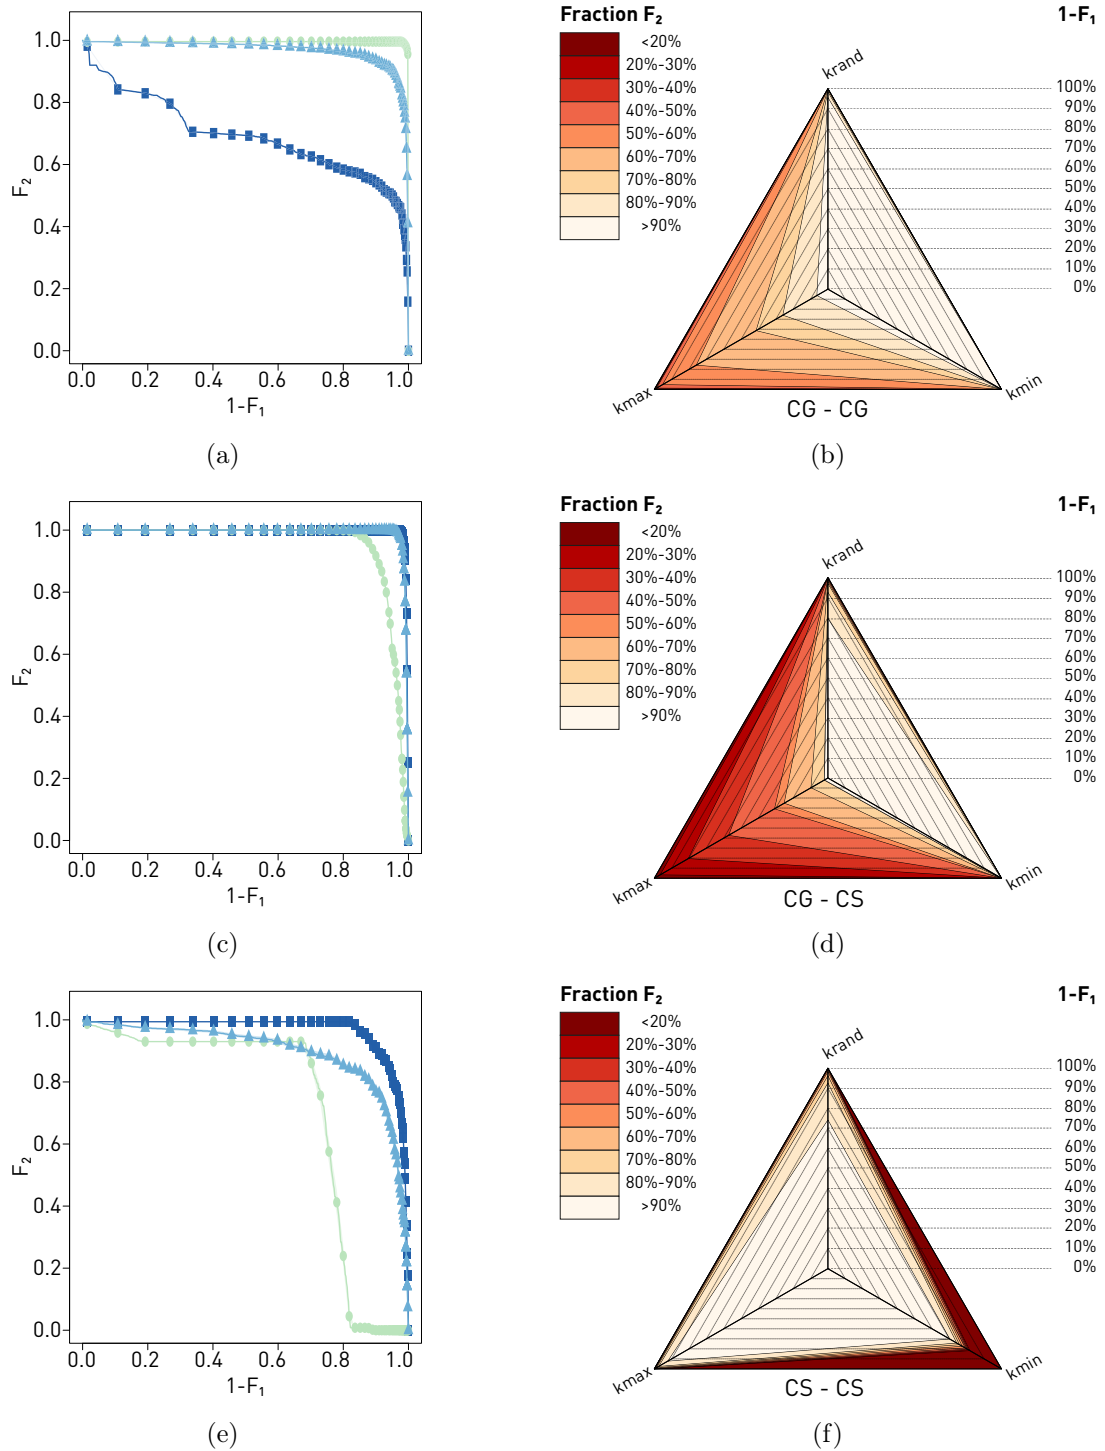 1.0
0.8
0.6
0.4
0.2
0.0
F₂
0.0 0.2 0.4 0.6 0.8 1.0
1-F₁
(a)
Fraction F₂
<20%
20%-30%
30%-40%
40%-50%
50%-60%
60%-70%
70%-80%
80%-90%
>90%
1-F₁
100%
90%
80%
70%
60%
50%
40%
30%
20%
10%
0%
krand
kmax
kmin
CG - CG
(b)
1.0
0.8
0.6
0.4
0.2
0.0
F₂
0.0 0.2 0.4 0.6 0.8 1.0
1-F₁
(c)
Fraction F₂
<20%
20%-30%
30%-40%
40%-50%
50%-60%
60%-70%
70%-80%
80%-90%
>90%
1-F₁
100%
90%
80%
70%
60%
50%
40%
30%
20%
10%
0%
krand
kmax
kmin
CG - CS
(d)
1.0
0.8
0.6
0.4
0.2
0.0
F₂
0.0 0.2 0.4 0.6 0.8 1.0
1-F₁
(e)
Fraction F₂
<20%
20%-30%
30%-40%
40%-50%
50%-60%
60%-70%
70%-80%
80%-90%
>90%
1-F₁
100%
90%
80%
70%
60%
50%
40%
30%
20%
10%
0%
krand
kmax
kmin
CS - CS
(f)